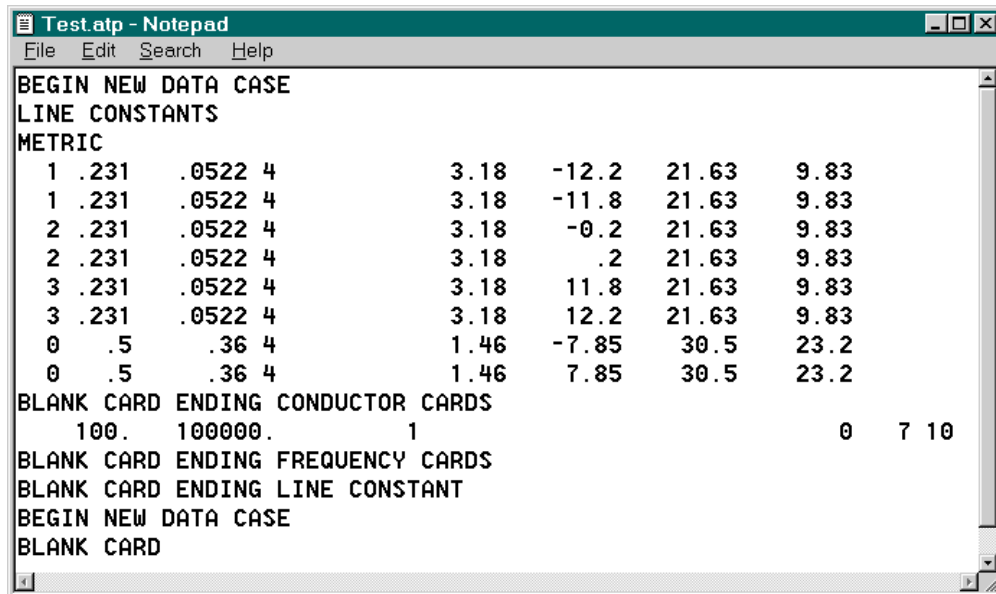 Test.atp - Notepad
File Edit Search Help
BEGIN NEW DATA CASE
LINE CONSTANTS
METRIC
  1 .231   .0522 4            3.18   -12.2   21.63    9.83
  1 .231   .0522 4            3.18   -11.8   21.63    9.83
  2 .231   .0522 4            3.18    -0.2   21.63    9.83
  2 .231   .0522 4            3.18      .2   21.63    9.83
  3 .231   .0522 4            3.18    11.8   21.63    9.83
  3 .231   .0522 4            3.18    12.2   21.63    9.83
  0   .5     .36 4            1.46   -7.85    30.5    23.2
  0   .5     .36 4            1.46    7.85    30.5    23.2
BLANK CARD ENDING CONDUCTOR CARDS
    100.   100000.         1                             0   7 10
BLANK CARD ENDING FREQUENCY CARDS
BLANK CARD ENDING LINE CONSTANT
BEGIN NEW DATA CASE
BLANK CARD